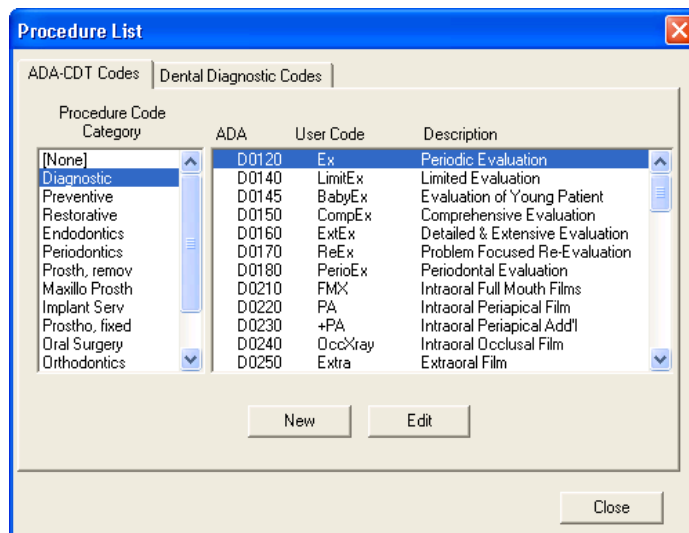 Procedure List
ADA-CDT Codes Dental Diagnostic Codes
Procedure Code
Category
ADA User Code Description
[None] D0120 Ex Periodic Evaluation
Diagnostic D0140 LimitEx Limited Evaluation
Preventive D0145 BabyEx Evaluation of Young Patient
Restorative D0150 CompEx Comprehensive Evaluation
Endodontics D0160 ExtEx Detailed & Extensive Evaluation
Periodontics D0170 ReEx Problem Focused Re-Evaluation
Prosth, remov D0180 PerioEx Periodontal Evaluation
Maxillo Prosth D0210 FMX Intraoral Full Mouth Films
Implant Serv D0220 PA Intraoral Periapical Film
Prostho, fixed D0230 +PA Intraoral Periapical Add'l
Oral Surgery D0240 OccXray Intraoral Occlusal Film
Orthodontics D0250 Extra Extraoral Film
New Edit
Close